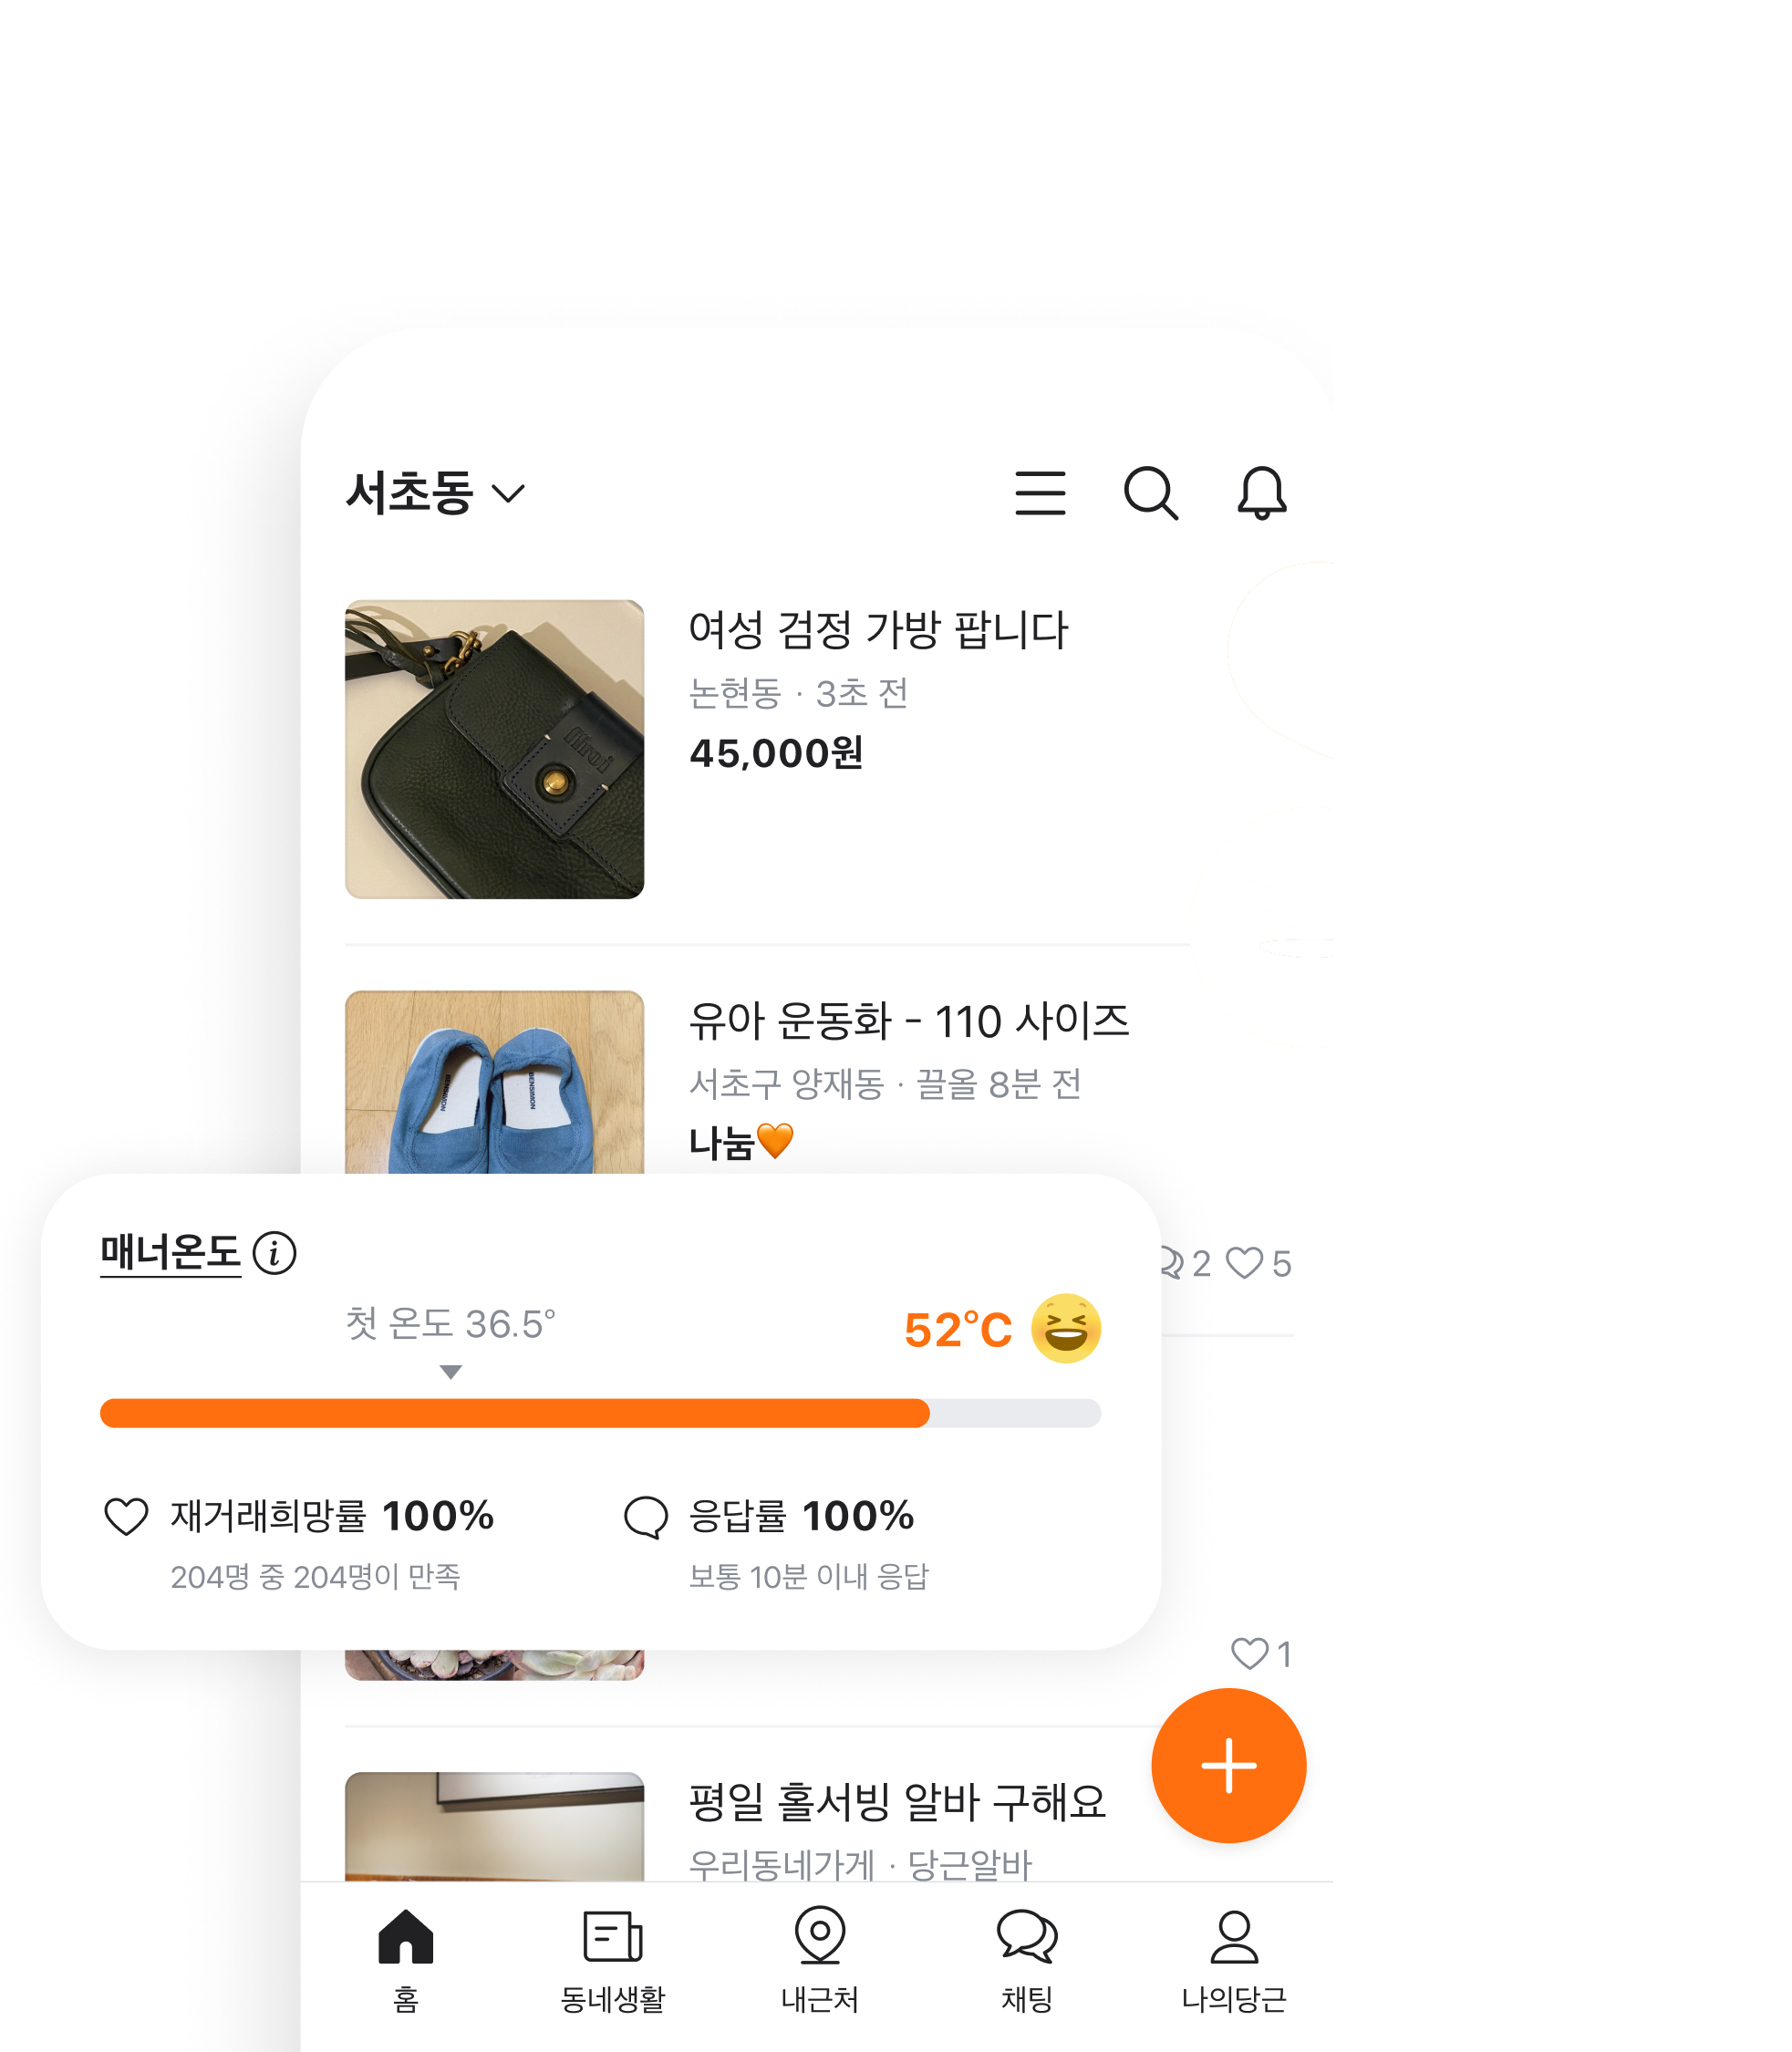 서초동
여성 검정 가방 팝니다
논현동 · 3초 전
45,000원
유아 운동화 - 110 사이즈
서초구 양재동 · 끌올 8분 전
나눔🧡
BENSIMON BENSIMON
2 5
매너온도
첫 온도 36.5°
52°C 😆
재거래희망률 100%
204명 중 204명이 만족
응답률 100%
보통 10분 이내 응답
1
평일 홀서빙 알바 구해요
우리동네가게 · 당근알바
홈
동네생활
내근처
채팅
나의당근